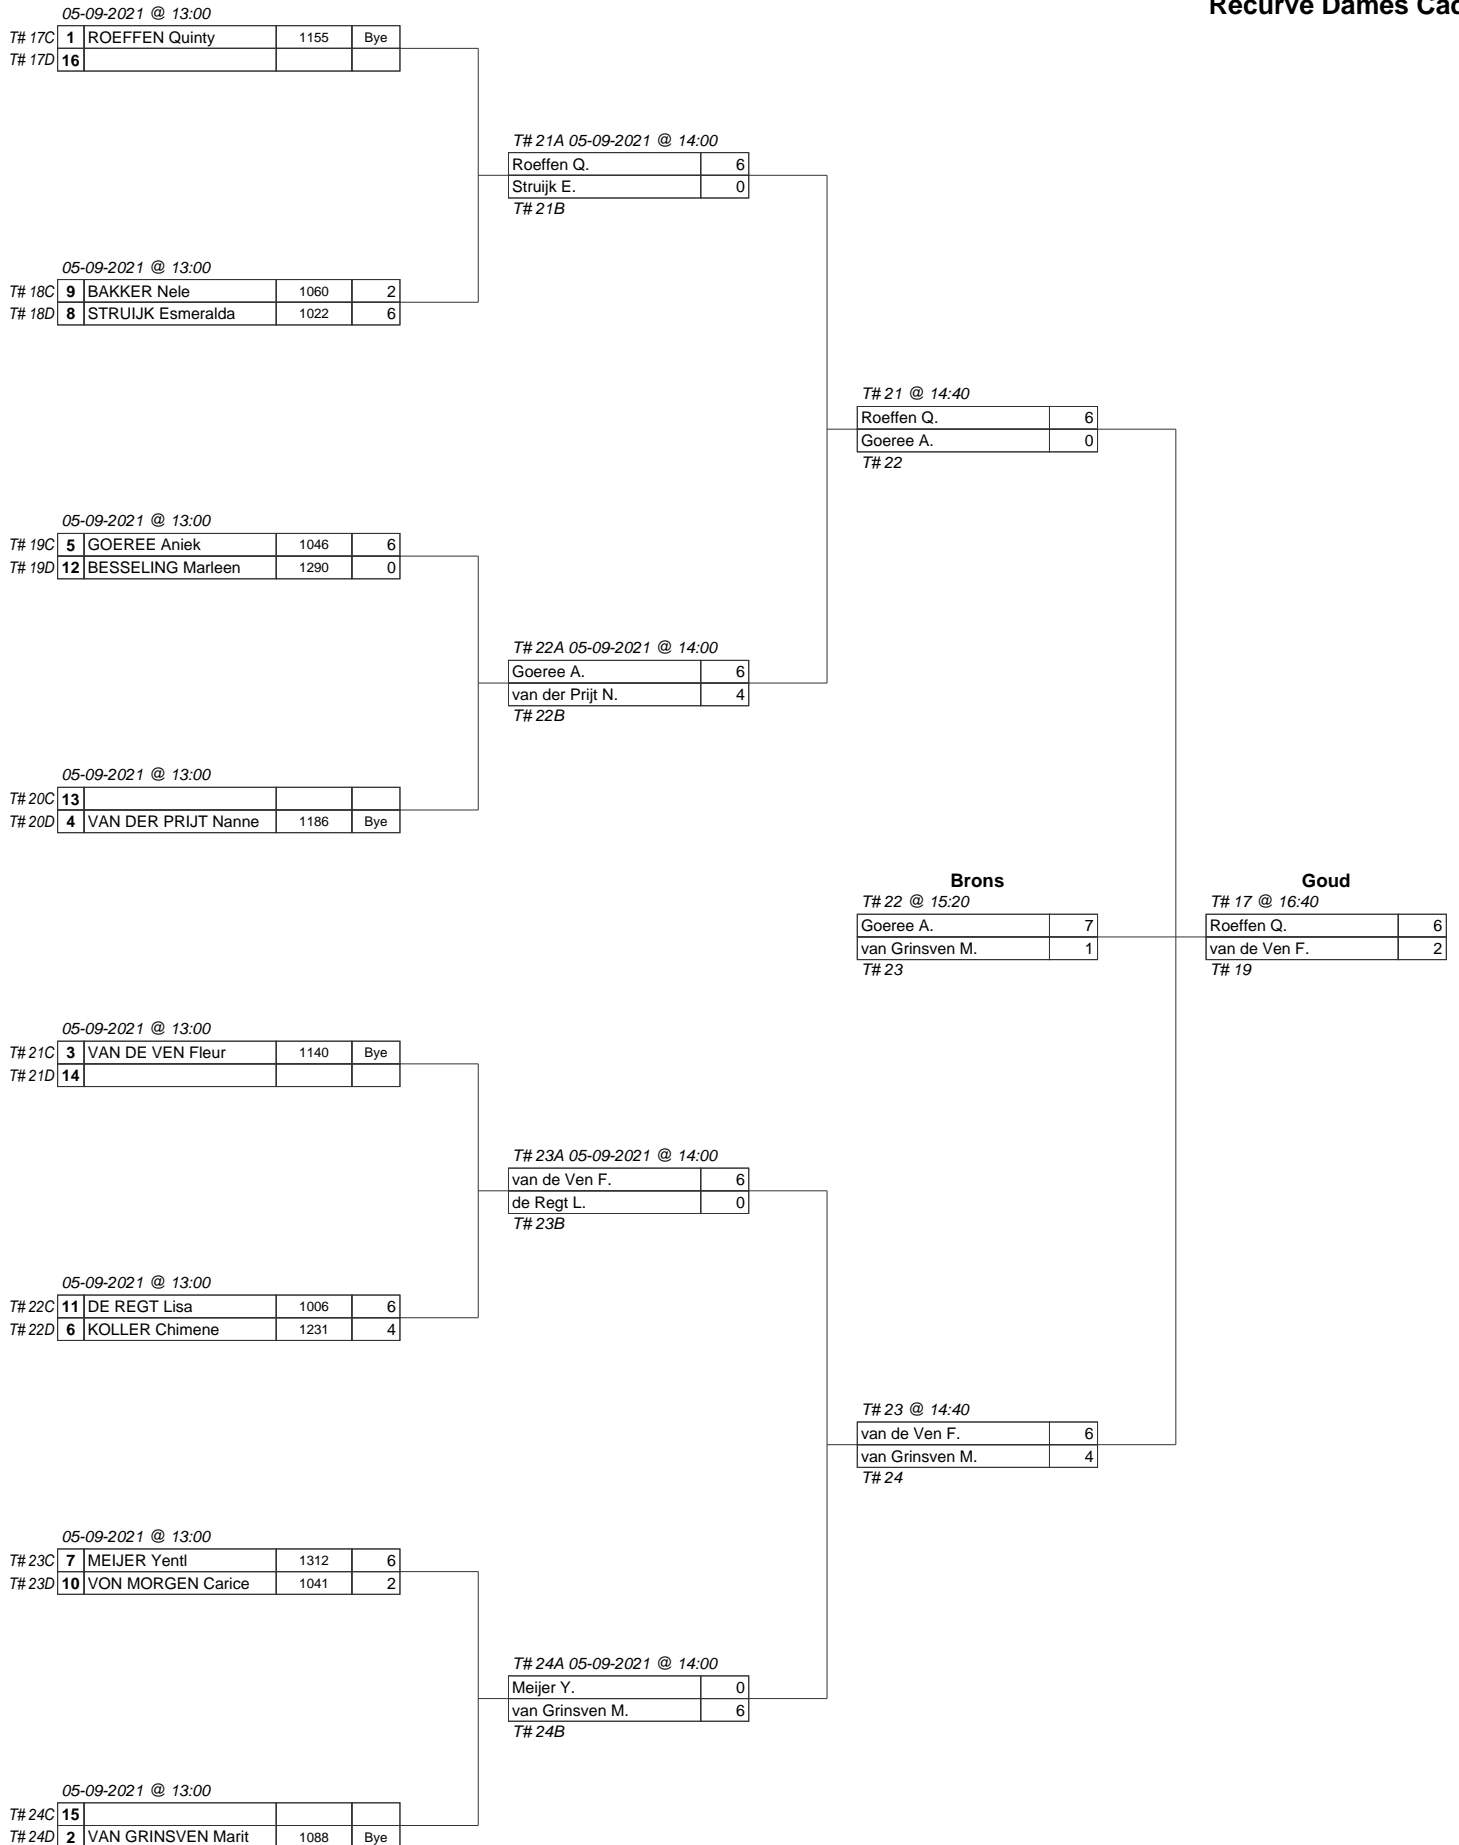 Recurve Dames Cad
05-09-2021 @ 13:00
T# 17C 1 ROEFFEN Quinty 1155 Bye
T# 17D 16
T# 21A 05-09-2021 @ 14:00
Roeffen Q. 6
Struijk E. 0
T# 21B
05-09-2021 @ 13:00
T# 18C 9 BAKKER Nele 1060 2
T# 18D 8 STRUIJK Esmeralda 1022 6
T# 21 @ 14:40
Roeffen Q. 6
Goeree A. 0
T# 22
05-09-2021 @ 13:00
T# 19C 5 GOEREE Aniek 1046 6
T# 19D 12 BESSELING Marleen 1290 0
T# 22A 05-09-2021 @ 14:00
Goeree A. 6
van der Prijt N. 4
T# 22B
05-09-2021 @ 13:00
T# 20C 13
T# 20D 4 VAN DER PRIJT Nanne 1186 Bye
Brons Goud
T# 22 @ 15:20 T# 17 @ 16:40
Goeree A. 7 Roeffen Q. 6
van Grinsven M. 1 van de Ven F. 2
T# 23 T# 19
05-09-2021 @ 13:00
T# 21C 3 VAN DE VEN Fleur 1140 Bye
T# 21D 14
T# 23A 05-09-2021 @ 14:00
van de Ven F. 6
de Regt L. 0
T# 23B
05-09-2021 @ 13:00
T# 22C 11 DE REGT Lisa 1006 6
T# 22D 6 KOLLER Chimene 1231 4
T# 23 @ 14:40
van de Ven F. 6
van Grinsven M. 4
T# 24
05-09-2021 @ 13:00
T# 23C 7 MEIJER Yentl 1312 6
T# 23D 10 VON MORGEN Carice 1041 2
T# 24A 05-09-2021 @ 14:00
Meijer Y. 0
van Grinsven M. 6
T# 24B
05-09-2021 @ 13:00
T# 24C 15
T# 24D 2 VAN GRINSVEN Marit 1088 Bye